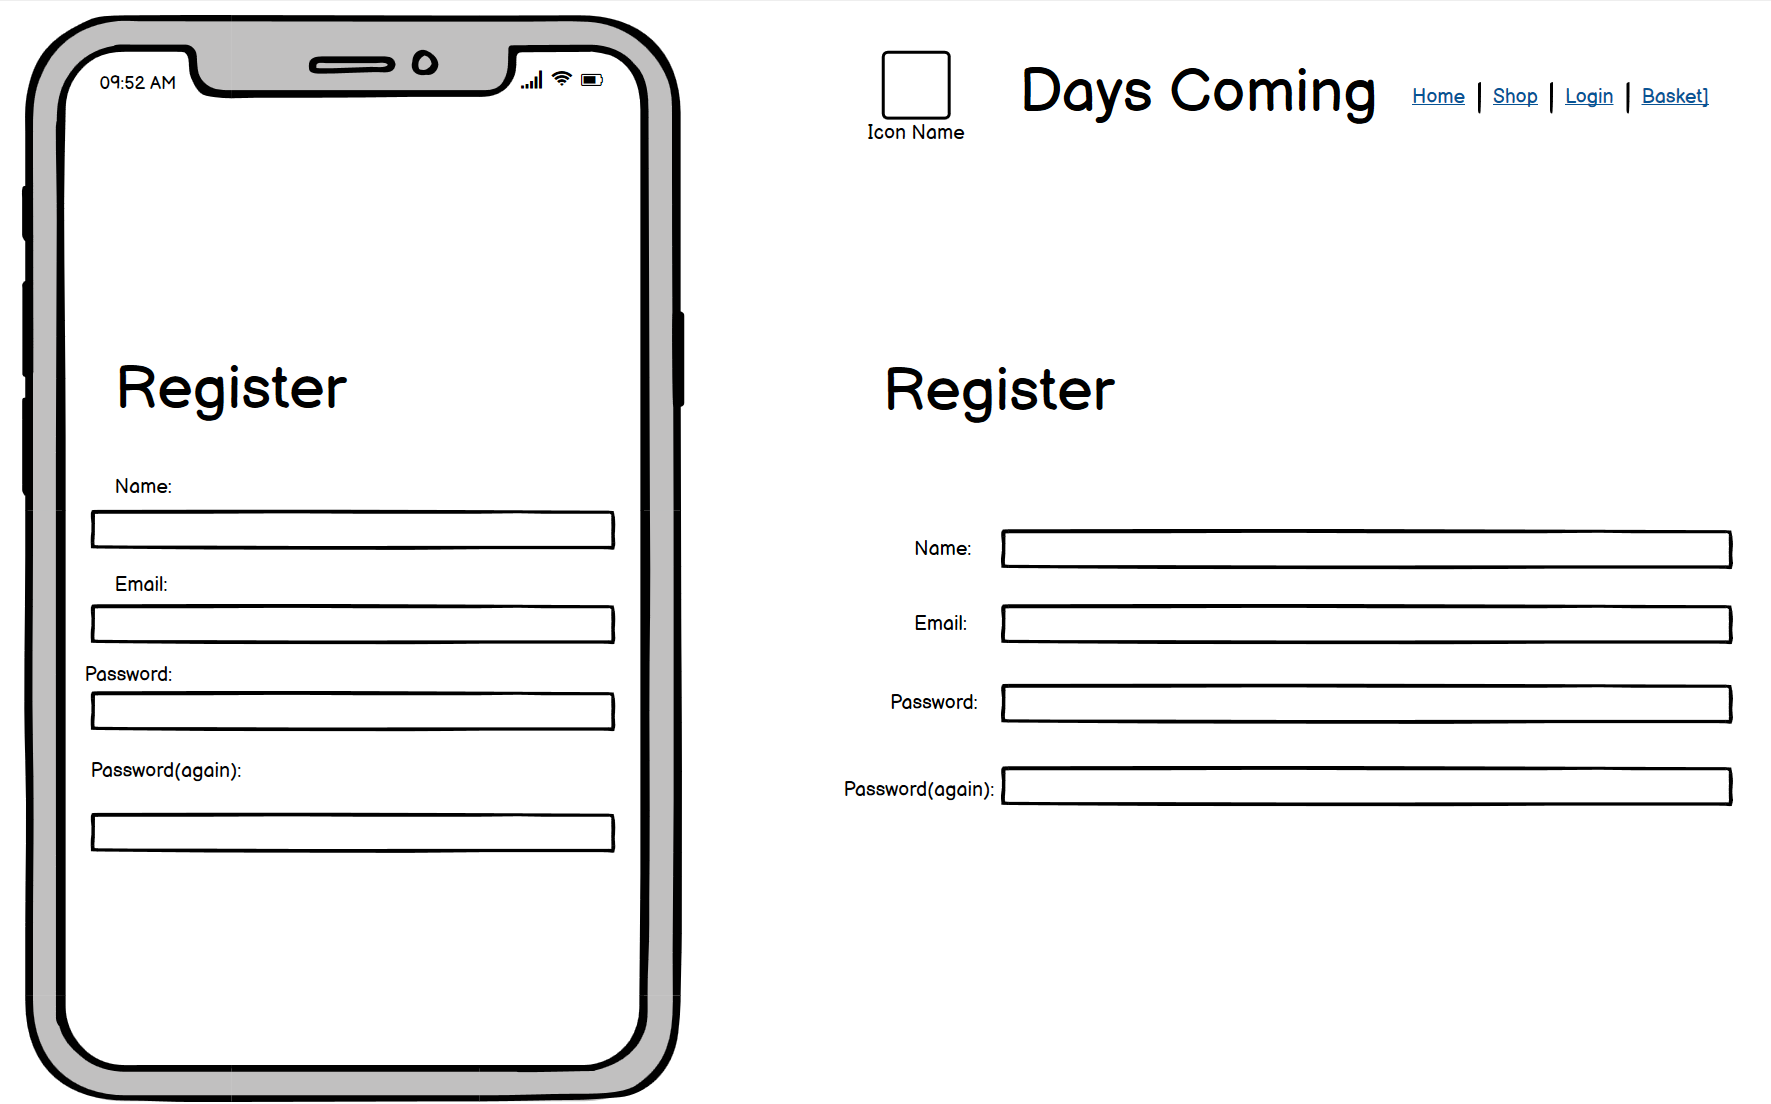 09:52 AM
Register
Name:
Email:
Password:
Password(again):
Icon Name
Days Coming
Home | Shop | Login | Basket]
Register
Name:
Email:
Password:
Password(again):